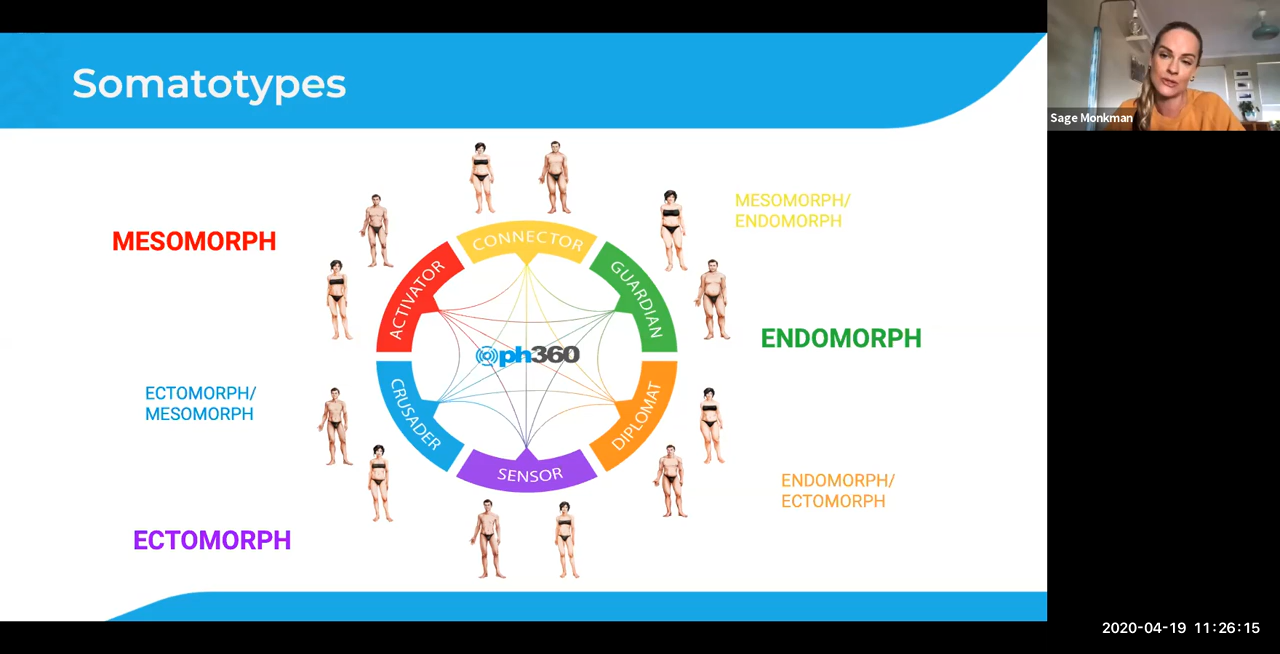 Somatotypes
Sage Monkman
MESOMORPH/
ENDOMORPH
MESOMORPH
CONNECTOR
ACTIVATOR
GUARDIAN
ph360
ENDOMORPH
ECTOMORPH/
MESOMORPH
CRUSADER
DIPLOMAT
SENSOR
ENDOMORPH/
ECTOMORPH
ECTOMORPH
2020-04-19 11:26:15